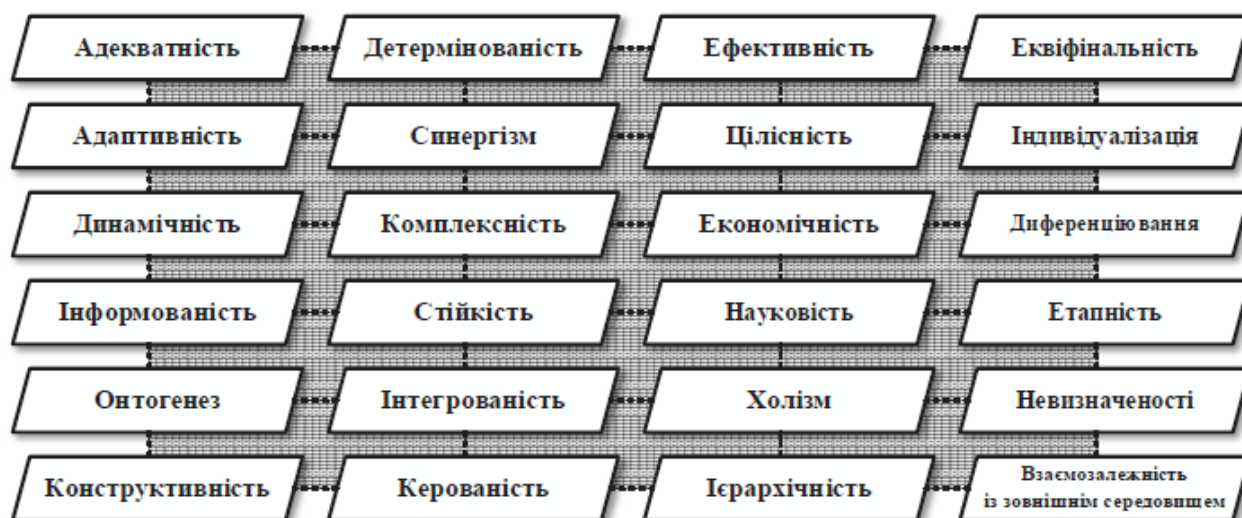 Адекватність
Детермінованість
Ефективність
Еквіфінальність
Адаптивність
Синергізм
Цілісність
Індивідуалізація
Динамічність
Комплексність
Економічність
Диференціювання
Інформованість
Стійкість
Науковість
Етапність
Онтогенез
Інтегрованість
Холізм
Невизначеності
Конструктивність
Керованість
Ієрархічність
Взаємозалежність
із зовнішнім середовищем